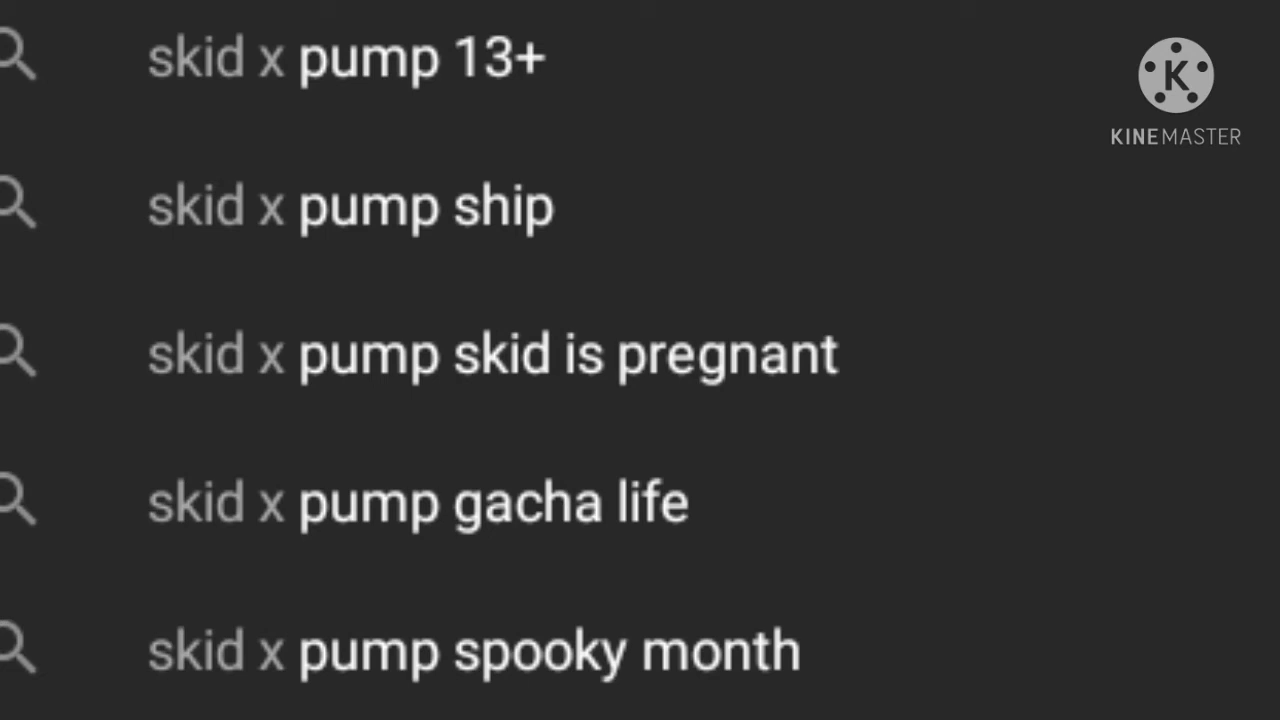 skid x pump 13+
K
KINEMASTER
skid x pump ship
skid x pump skid is pregnant
skid x pump gacha life
skid x pump spooky month